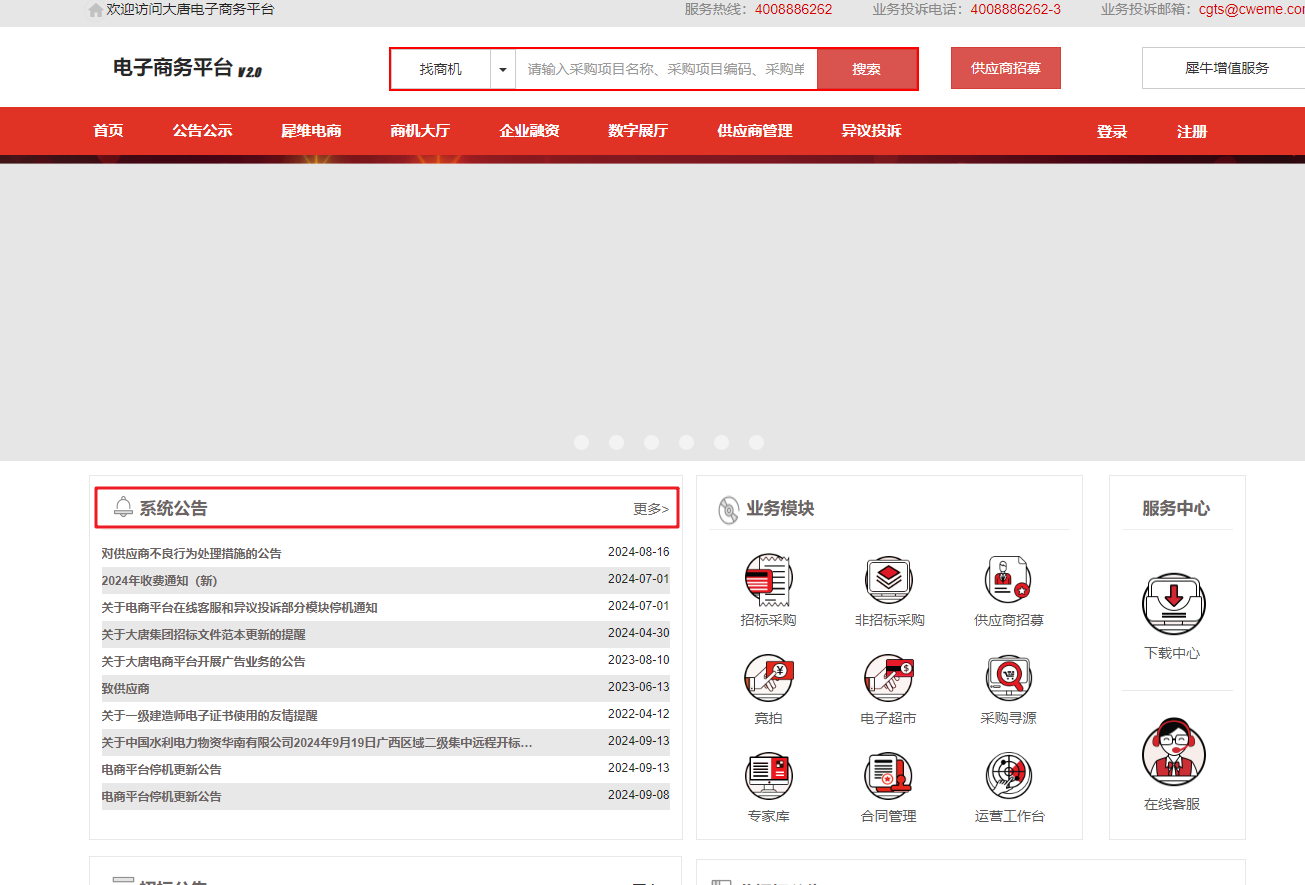 欢迎访问大唐电子商务平台
服务热线：4008886262 业务投诉电话：4008886262-3 业务投诉邮箱：cgts@cweme.com
电子商务平台 V 2.0
找商机 请输入采购项目名称、采购项目编码、采购单 搜索 供应商招募 犀牛增值服务
首页 公告公示 犀维电商 商机大厅 企业融资 数字展厅 供应商管理 异议投诉 登录 注册
系统公告 更多>
对供应商不良行为处理措施的公告 2024-08-16
2024年收费通知（新） 2024-07-01
关于电商平台在线客服和异议投诉部分模块停机通知 2024-07-01
关于大唐集团招标文件范本更新的提醒 2024-04-30
关于大唐电商平台开展广告业务的公告 2023-08-10
致供应商 2023-06-13
关于一级建造师电子证书使用的友情提醒 2022-04-12
关于中国水利电力物资华南有限公司2024年9月19日广西区域二级集中远程开标… 2024-09-13
电商平台停机更新公告 2024-09-13
电商平台停机更新公告 2024-09-08
业务模块
招标采购 非招标采购 供应商招募
竞拍 电子超市 采购寻源
专家库 合同管理 运营工作台
服务中心
下载中心
在线客服